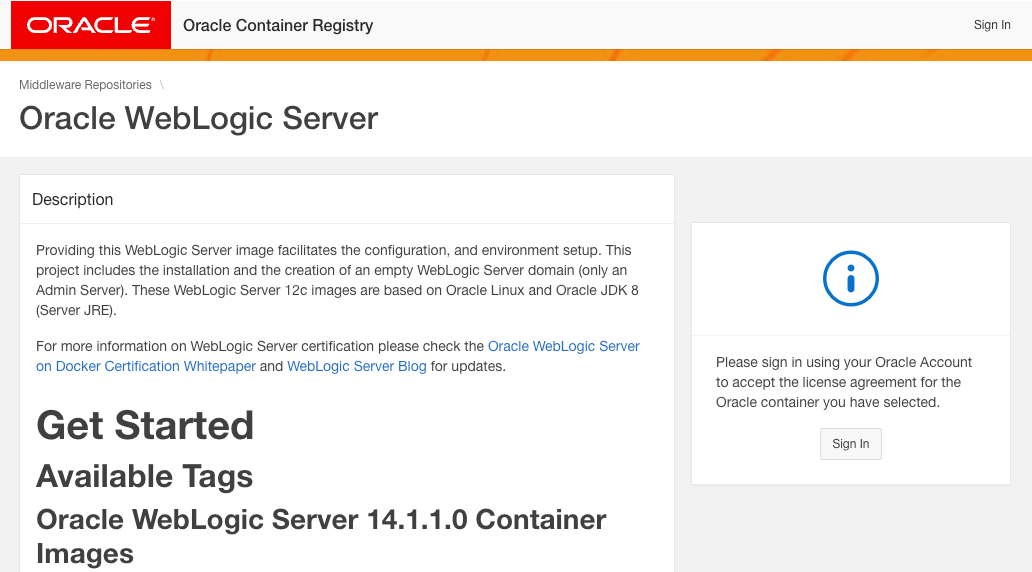 ORACLE Oracle Container Registry Sign In
Middleware Repositories \
Oracle WebLogic Server
Description
Providing this WebLogic Server image facilitates the configuration, and environment setup. This
project includes the installation and the creation of an empty WebLogic Server domain (only an
Admin Server). These WebLogic Server 12c images are based on Oracle Linux and Oracle JDK 8
(Server JRE).
For more information on WebLogic Server certification please check the Oracle WebLogic Server
on Docker Certification Whitepaper and WebLogic Server Blog for updates.
Get Started
Available Tags
Oracle WebLogic Server 14.1.1.0 Container
Images
Please sign in using your Oracle Account
to accept the license agreement for the
Oracle container you have selected.
Sign In